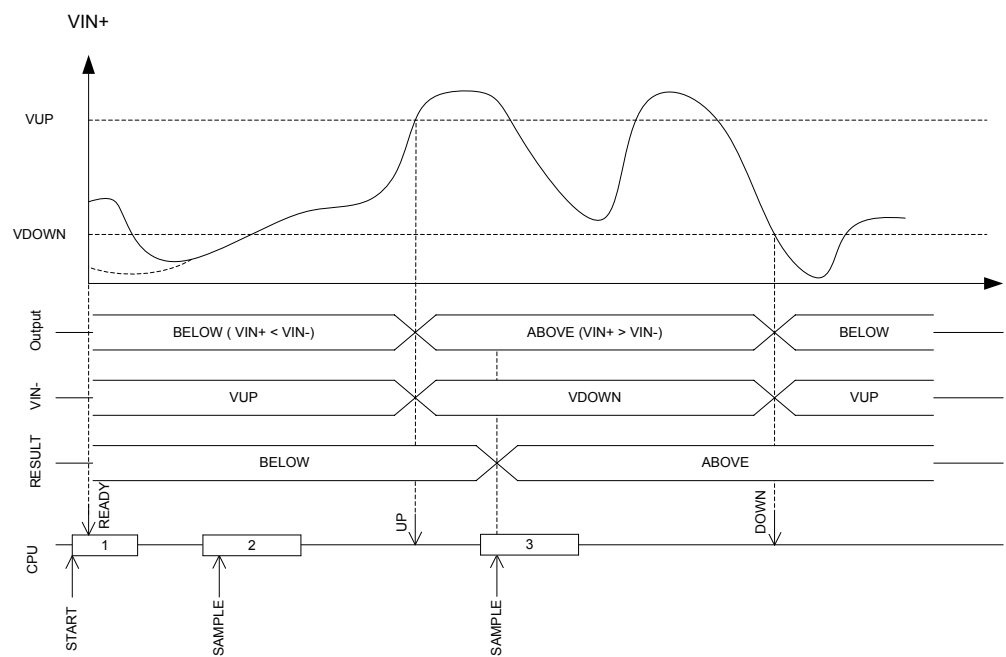 VIN+
VUP
VDOWN
Output
BELOW ( VIN+ < VIN-)
ABOVE (VIN+ > VIN-)
BELOW
VIN-
VUP
VDOWN
VUP
RESULT
BELOW
ABOVE
READY
UP
DOWN
CPU
1
2
3
START
SAMPLE
SAMPLE